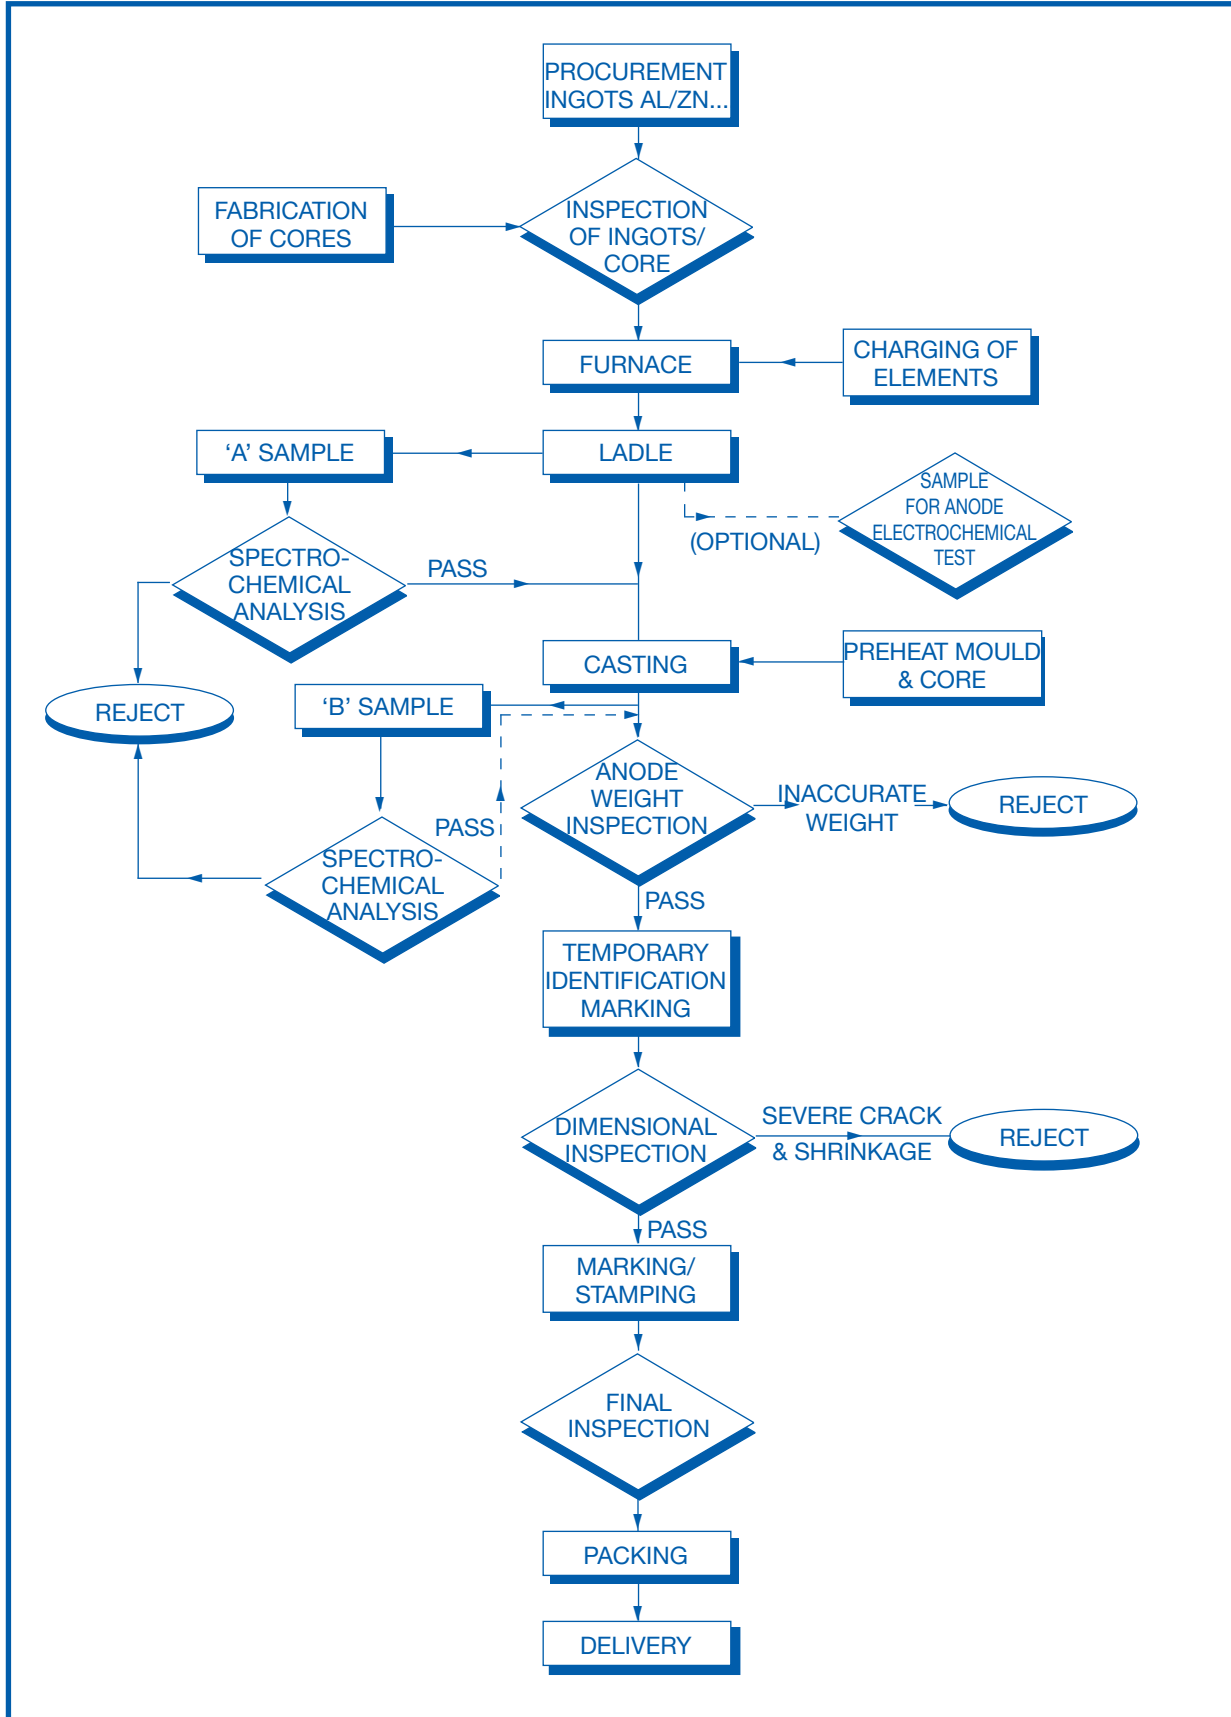 PROCUREMENT
INGOTS AL/ZN...
FABRICATION
OF CORES
INSPECTION
OF INGOTS/
CORE
FURNACE
CHARGING OF
ELEMENTS
‘A’ SAMPLE
LADLE
SAMPLE
FOR ANODE
ELECTROCHEMICAL
TEST
(OPTIONAL)
SPECTRO-
CHEMICAL
ANALYSIS
PASS
CASTING
PREHEAT MOULD
& CORE
REJECT
‘B’ SAMPLE
ANODE
WEIGHT
INSPECTION
INACCURATE
WEIGHT
REJECT
PASS
SPECTRO-
CHEMICAL
ANALYSIS
PASS
TEMPORARY
IDENTIFICATION
MARKING
DIMENSIONAL
INSPECTION
SEVERE CRACK
& SHRINKAGE
REJECT
PASS
MARKING/
STAMPING
FINAL
INSPECTION
PACKING
DELIVERY